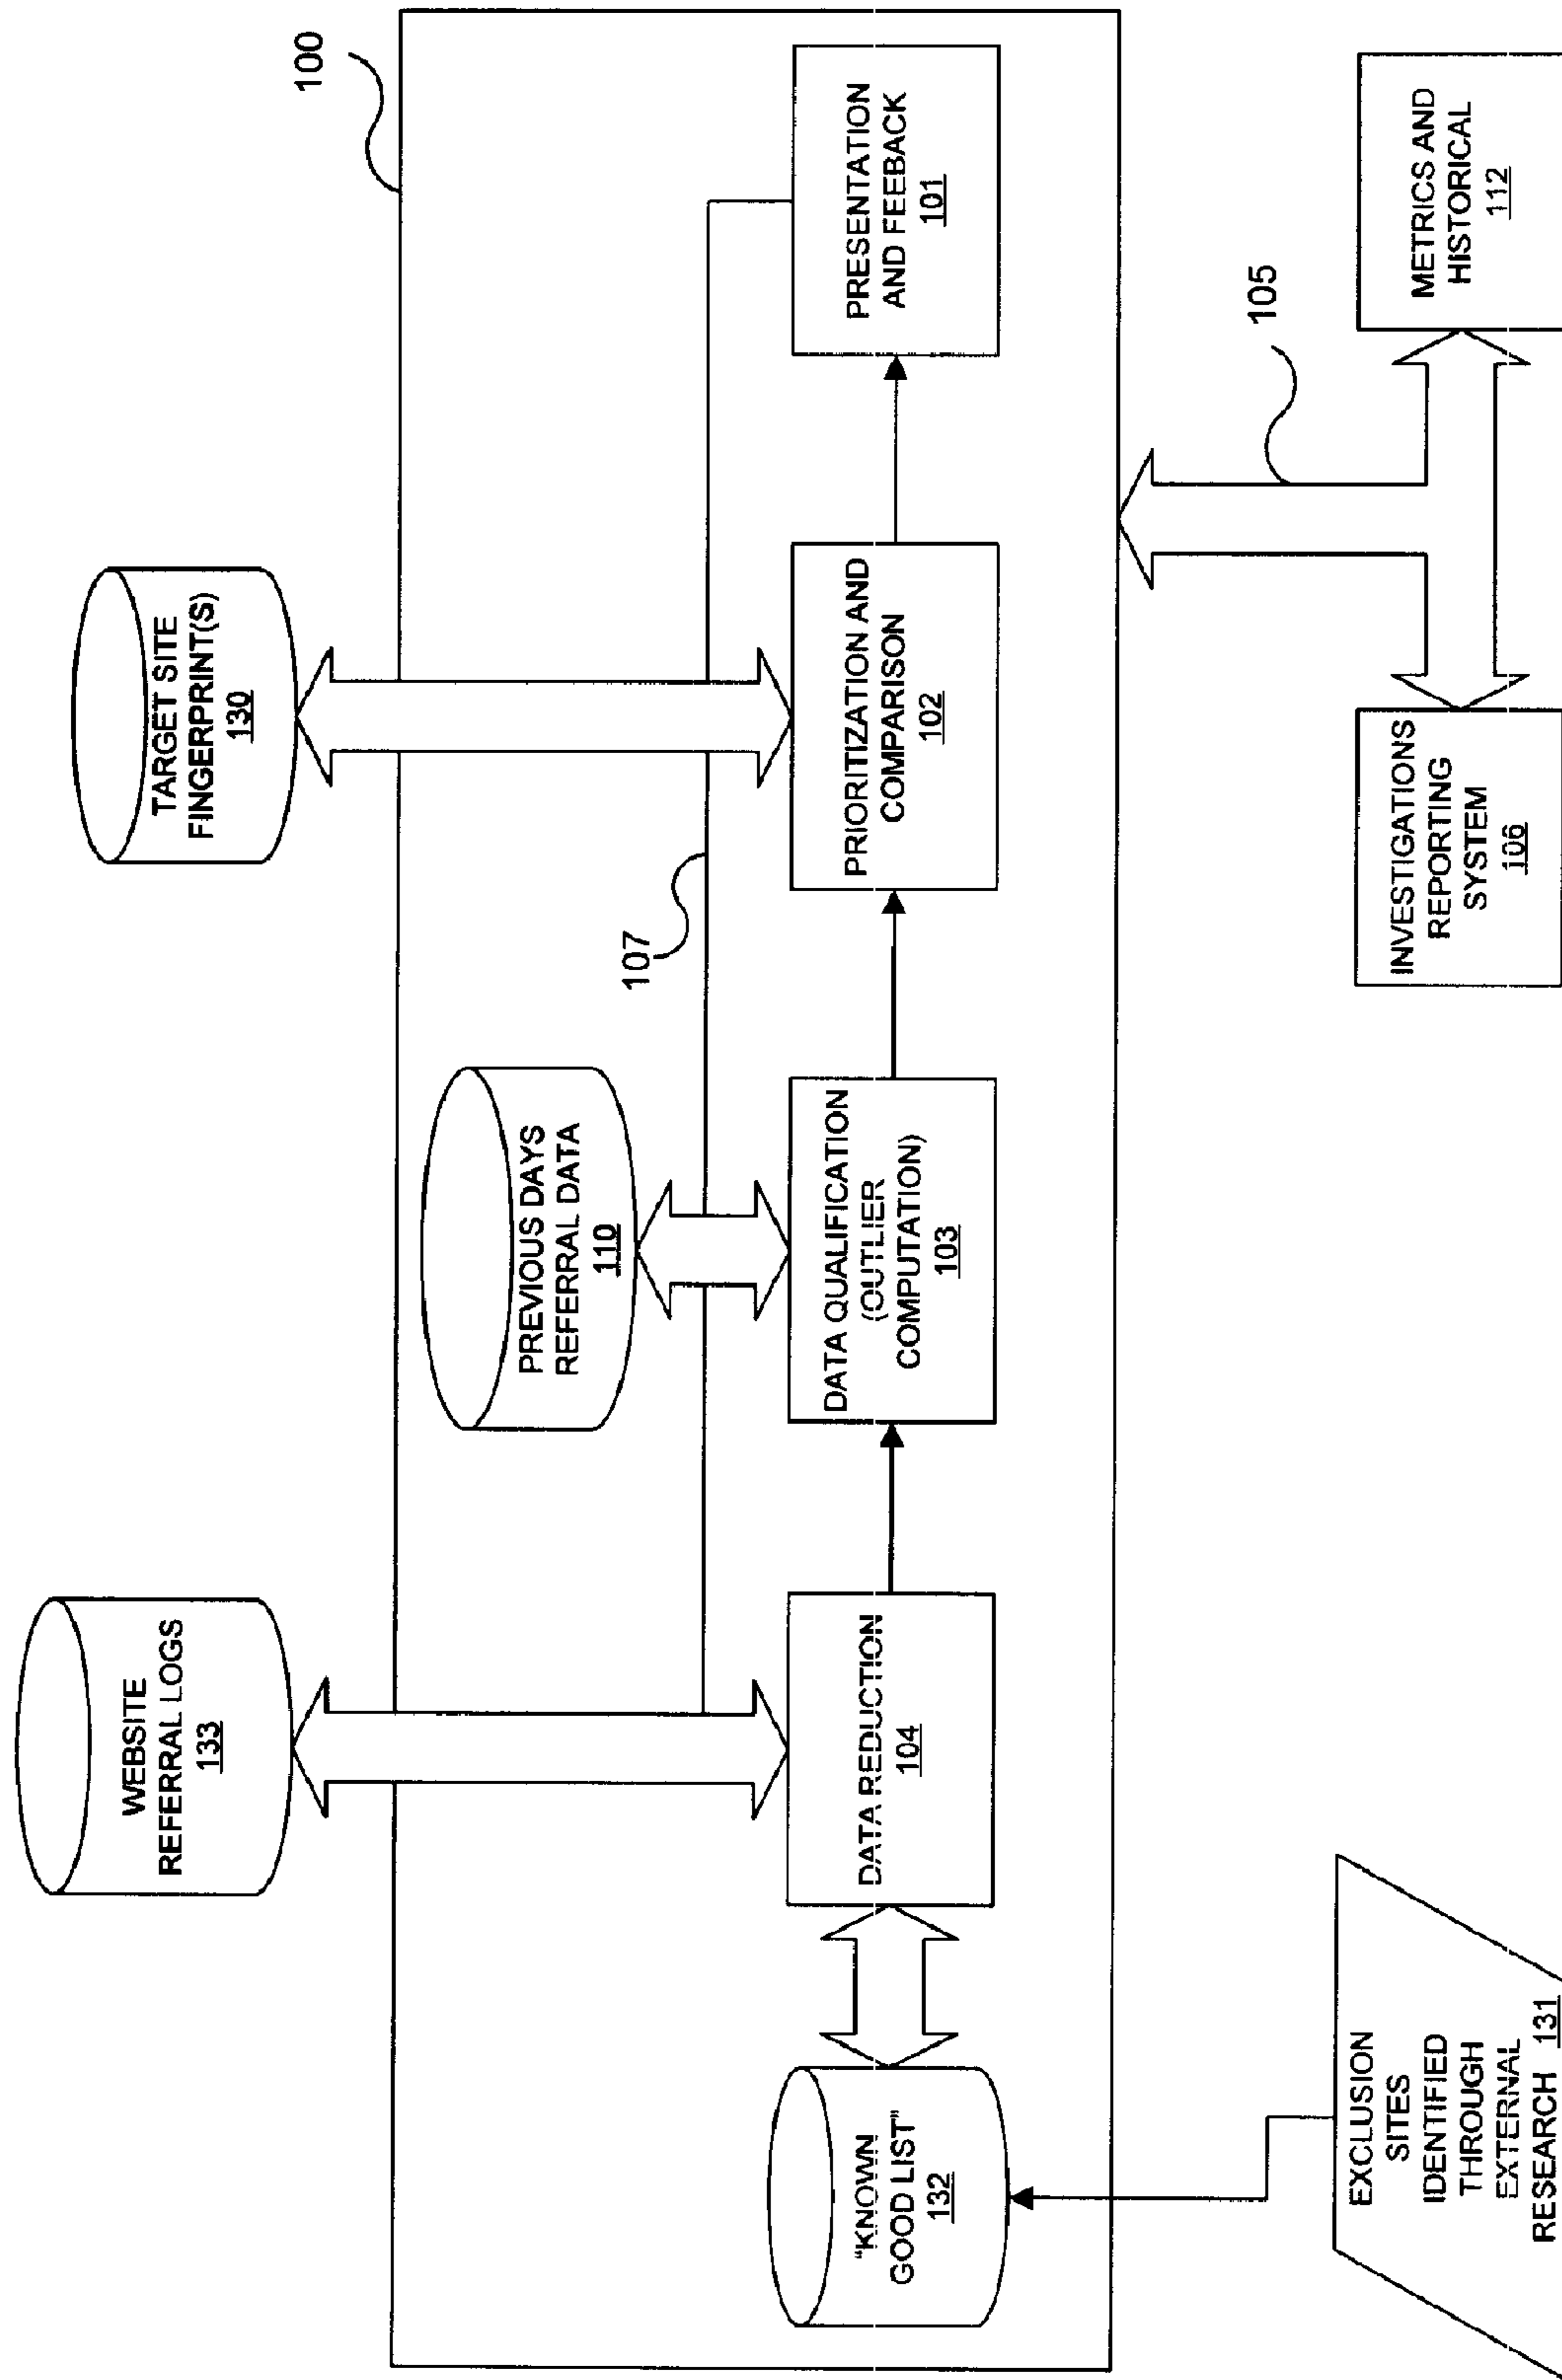 WEBSITE
REFERRAL LOGS
133
TARGET SITE
FINGERPRINT(S)
130
100
PREVIOUS DAYS
REFERRAL DATA
110
107
"KNOWN
GOOD LIST"
132
DATA REDUCTION
104
DATA QUALIFICATION
(OUTLIER
COMPUTATION)
103
PRIORITIZATION AND
COMPARISON
102
PRESENTATION
AND FEEBACK
101
105
EXCLUSION
SITES
IDENTIFIED
THROUGH
EXTERNAL
RESEARCH 131
INVESTIGATIONS
REPORTING
SYSTEM
106
METRICS AND
HISTORICAL
112